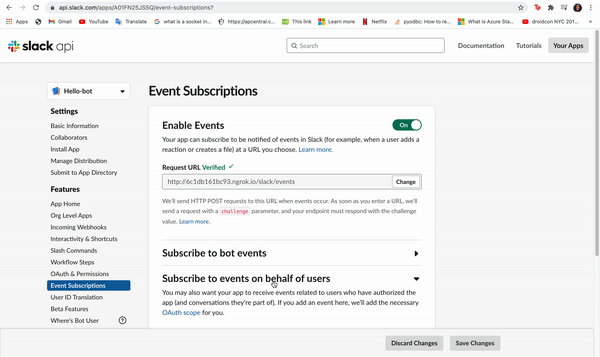 api.slack.com/apps/A01FN25JSSQ/event-subscriptions?
Apps
Gmail
YouTube
Translate
what is a socket in...
https://apcentral.c...
This link
Learn more
Netflix
pyodbc: How to re...
What is Azure SQ...
droidcon NYC 201...
slack api
Search
Documentation
Tutorials
Your Apps
Hello-bot
Settings
Basic Information
Collaborators
Install App
Manage Distribution
Submit to App Directory
Features
App Home
Org Level Apps
Incoming Webhooks
Interactivity & Shortcuts
Slash Commands
Workflow Steps
OAuth & Permissions
Event Subscriptions
User ID Translation
Beta Features
Where's Bot User
Event Subscriptions
Enable Events
On
Your app can subscribe to be notified of events in Slack (for example, when a user adds
a reaction or creates a file) at a URL you choose. Learn more.
Request URL Verified
http://6c1db161bc93.ngrok.io/slack/events
Change
We'll send HTTP POST requests to this URL when events occur. As soon as you enter a URL, we'll
send a request with a challenge parameter, and your endpoint must respond with the challenge
value. Learn more.
Subscribe to bot events
Subscribe to events on behalf of users
You may also want your app to receive events related to users who have authorized the
app (and conversations they're part of). If you add an event here, we'll add the necessary
OAuth scope for you.
Discard Changes
Save Changes